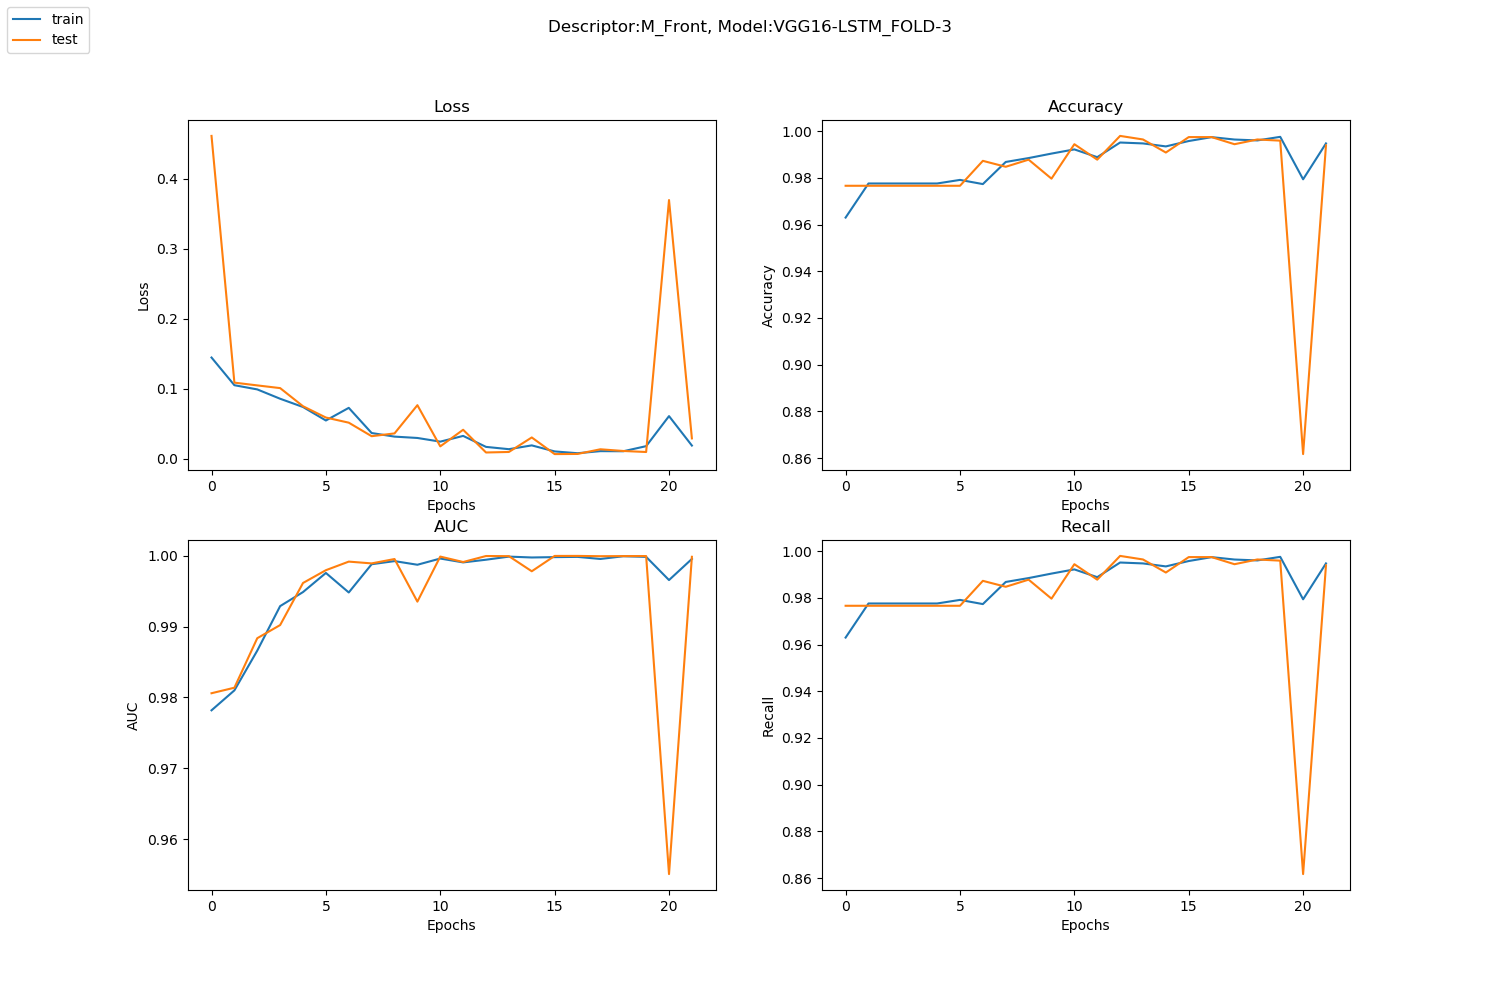 train
test
Descriptor:M_Front, Model:VGG16-LSTM_FOLD-3
Loss
Loss
0.4
0.3
0.2
0.1
0.0
0 5 10 15 20
Epochs
Accuracy
Accuracy
1.00
0.98
0.96
0.94
0.92
0.90
0.88
0.86
0 5 10 15 20
Epochs
AUC
AUC
1.00
0.99
0.98
0.97
0.96
0 5 10 15 20
Epochs
Recall
Recall
1.00
0.98
0.96
0.94
0.92
0.90
0.88
0.86
0 5 10 15 20
Epochs